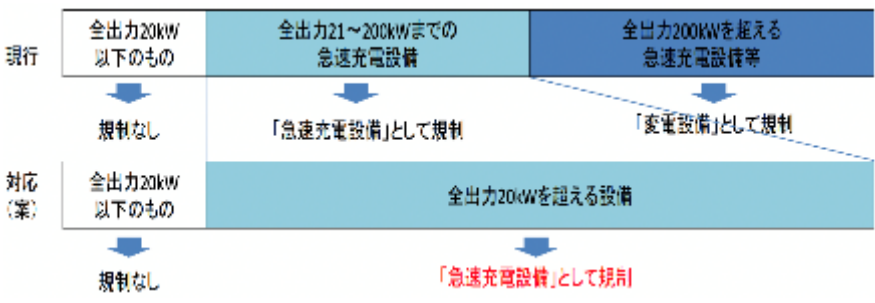 現行
全出力20kW
以下のもの
全出力21～200kWまでの
急速充電設備
全出力200kWを超える
急速充電設備等
規制なし
「急速充電設備」として規制
「変電設備」として規制
対応
（案）
全出力20kW
以下のもの
全出力20kWを超える設備
規制なし
「急速充電設備」として規制